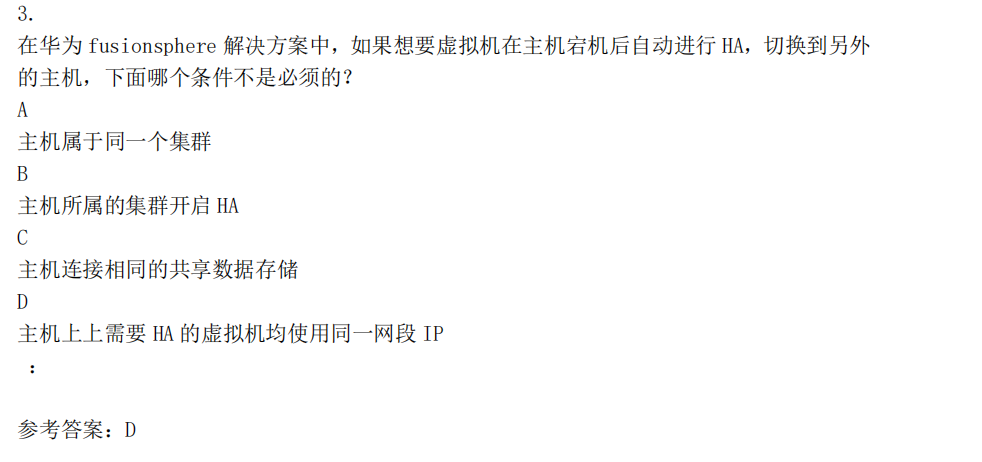 3.
在华为 fusionsphere 解决方案中，如果想要虚拟机在主机宕机后自动进行 HA，切换到另外
的主机，下面哪个条件不是必须的？
A
主机属于同一个集群
B
主机所属的集群开启 HA
C
主机连接相同的共享数据存储
D
主机上上需要 HA 的虚拟机均使用同一网段 IP
：
参考答案：D